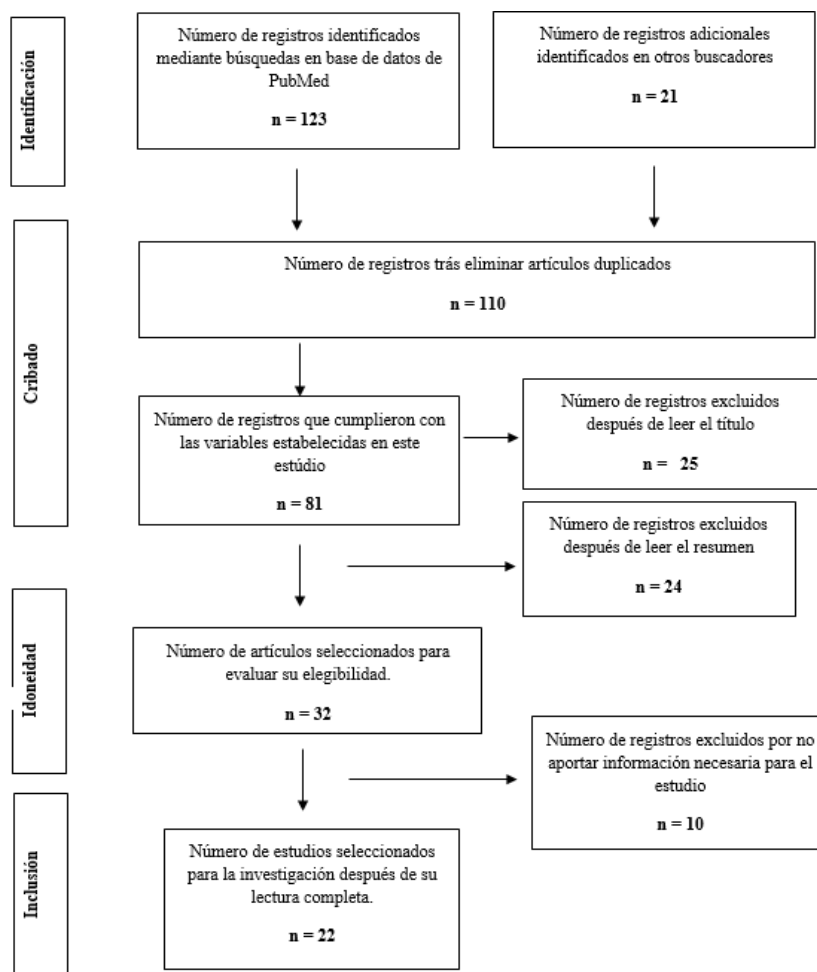 Identificación
Número de registros identificados
mediante búsquedas en base de datos de
PubMed
n = 123
Número de registros adicionales
identificados en otros buscadores
n = 21
Cribado
Número de registros trás eliminar artículos duplicados
n = 110
Número de registros que cumplieron con
las variables estabelecidas en este
estúdio
n = 81
Número de registros excluidos
después de leer el título
n = 25
Número de registros excluidos
después de leer el resumen
n = 24
Idoneidad
Número de artículos seleccionados para
evaluar su elegibilidad.
n = 32
Número de registros excluidos por no
aportar información necesaria para el
estudio
n = 10
Inclusión
Número de estudios seleccionados
para la investigación después de su
lectura completa.
n = 22